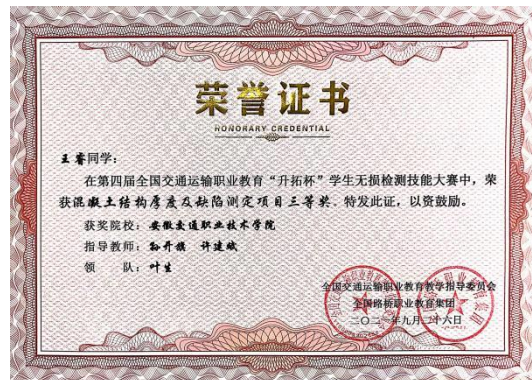 荣誉证书
HONORARY CREDENTIAL
王睿同学：
在第四届全国交通运输职业教育“升拓杯”学生无损检测技能大赛中，荣
获混凝土结构厚度及缺陷测定项目三等奖。特发此证，以资鼓励。
获奖院校：安徽交通职业技术学院
指导教师：孙开旗 许建斌
领 队：叶生
全国交通运输职业教育教学指导委员会
全国路桥职业教育集团
二〇二 年九月二十六日